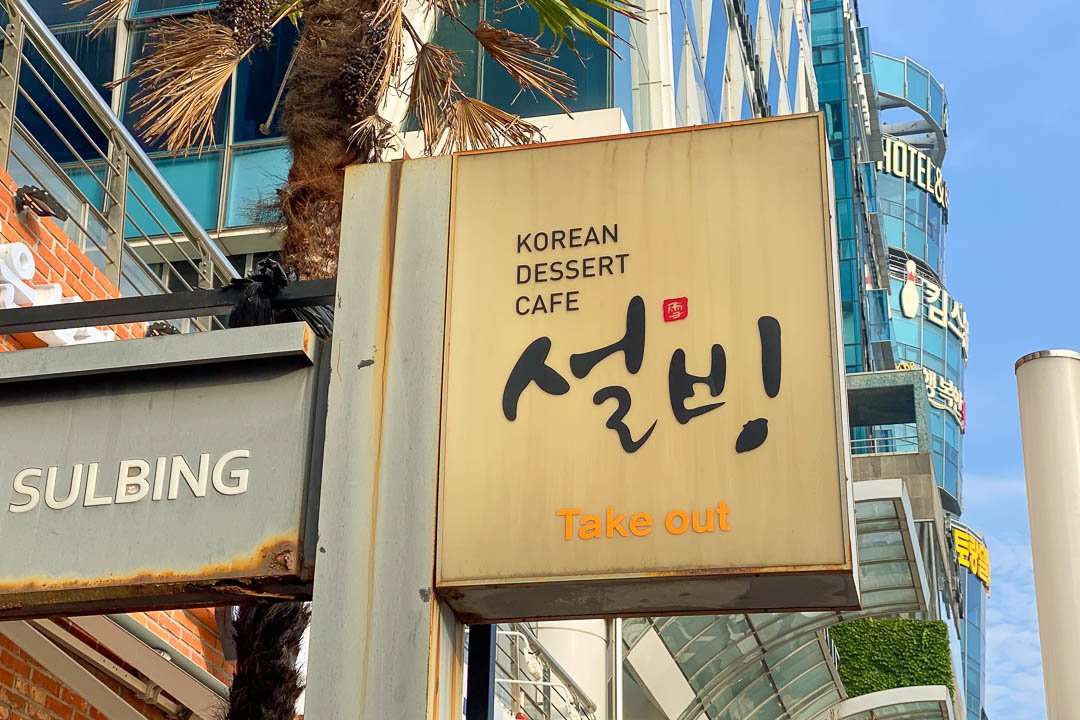 KOREAN
DESSERT
CAFE
설빙
Take out
SULBING
HOTEL&